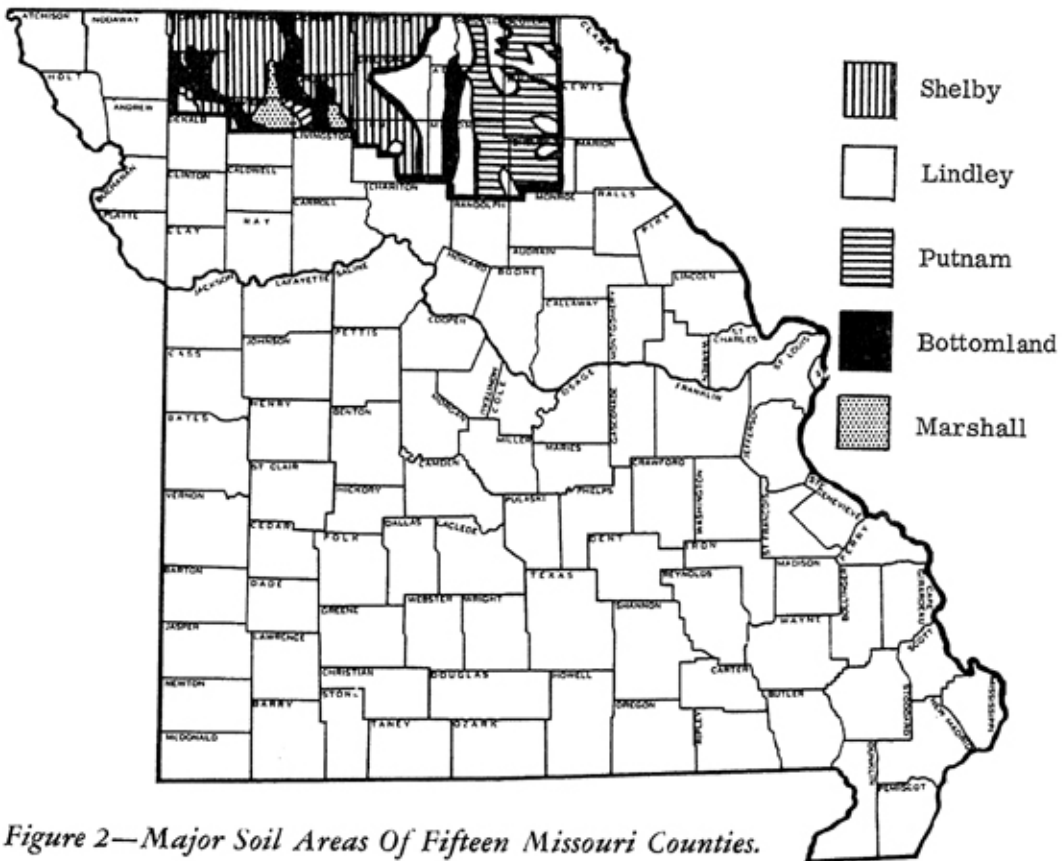 ATCHISON
NODAWAY
HOLT
ANDREW
DEKALB
BUCHANAN
CLINTON
CALDWELL
LIVINGSTON
PLATTE
CLAY
RAY
CARROLL
CHARITON
RANDOLPH
MONROE
MARION
RALLS
LEWIS
CLARK
PIKE
AUDRAIN
HOWARD
BOONE
CALLAWAY
MONTGOMERY
LINCOLN
WARREN
ST CHARLES
ST LOUIS
JACKSON
LAFAYETTE
SALINE
CASS
JOHNSON
PETTIS
COOPER
MONITEAU
COLE
OSAGE
GASCONADE
FRANKLIN
JEFFERSON
BATES
HENRY
BENTON
MORGAN
MILLER
MARIES
VERNON
ST CLAIR
HICKORY
CAMDEN
PULASKI
PHELPS
CRAWFORD
WASHINGTON
ST FRANCOIS
STE GENEVIEVE
PERRY
BARTON
CEDAR
POLK
DALLAS
LACLEDE
TEXAS
DENT
IRON
REYNOLDS
MADISON
BOLLINGER
CAPE GIRARDEAU
JASPER
DADE
GREENE
WEBSTER
WRIGHT
SHANNON
WAYNE
SCOTT
NEWTON
LAWRENCE
CHRISTIAN
DOUGLAS
HOWELL
CARTER
BUTLER
STODDARD
MISSISSIPPI
MCDONALD
BARRY
STONE
TANEY
OZARK
OREGON
RIPLEY
NEW MADRID
DUNKLIN
PEMISCOT
Shelby
Lindley
Putnam
Bottomland
Marshall
Figure 2—Major Soil Areas Of Fifteen Missouri Counties.